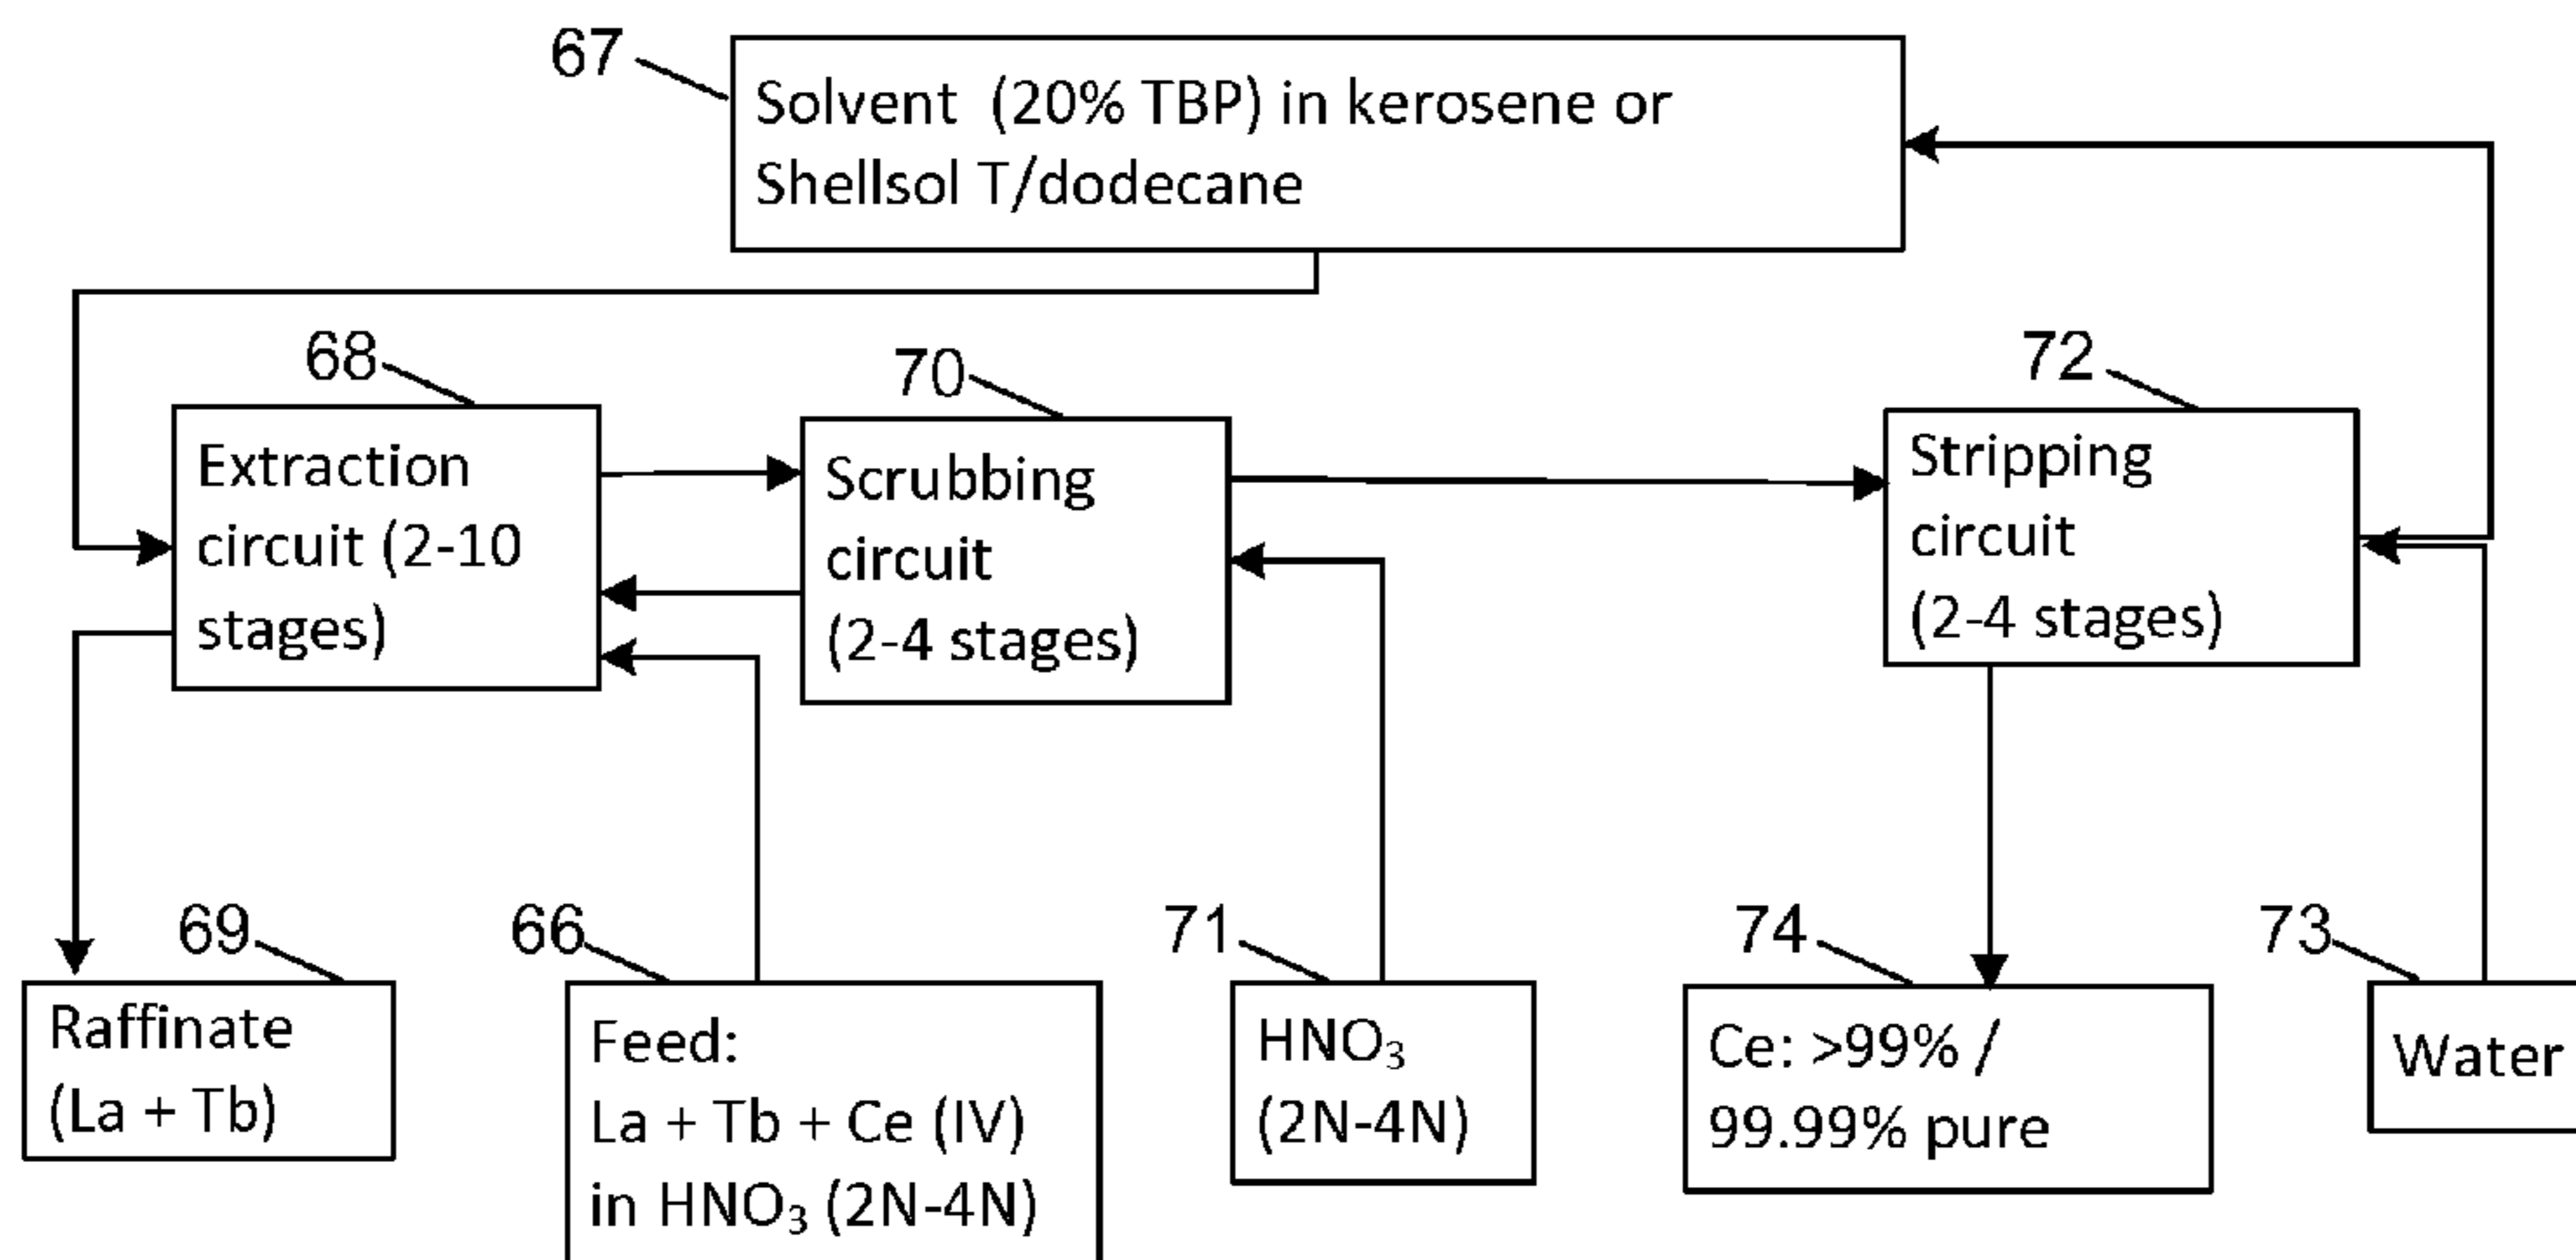 67
Solvent (20% TBP) in kerosene or
Shellsol T/dodecane
68
Extraction
circuit (2-10
stages)
70
Scrubbing
circuit
(2-4 stages)
72
Stripping
circuit
(2-4 stages)
69
Raffinate
(La + Tb)
66
Feed:
La + Tb + Ce (IV)
in HNO₃ (2N-4N)
71
HNO₃
(2N-4N)
74
Ce: >99% /
99.99% pure
73
Water